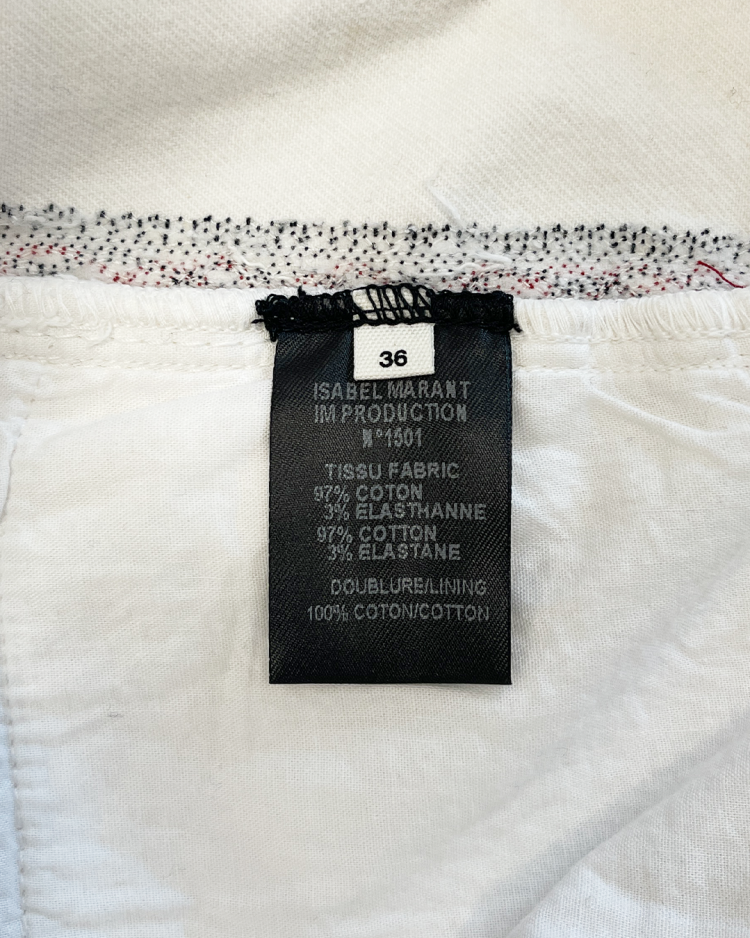 36
ISABEL MARANT
IM PRODUCTION
N°1501
TISSU FABRIC
97% COTON
3% ELASTHANNE
97% COTTON
3% ELASTANE
DOUBLURE/LINING
100% COTON/COTTON